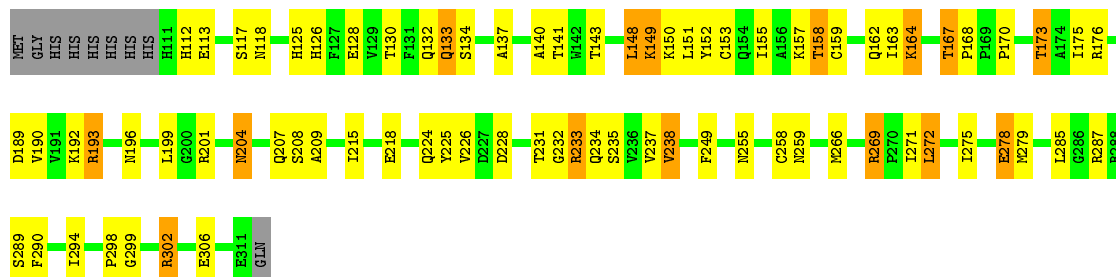 MET GLY HIS HIS HIS HIS HIS HIS H111 H112 E113 S117 N118 H125 H126 F127 E128 V129 T130 F131 Q132 Q133 S134 A137 A140 T141 W142 T143 L148 K149 K150 L151 Y152 C153 Q154 I155 A156 K157 T158 C159 Q162 I163 K164 T167 P168 P169 P170 T173 A174 I175 R176
D189 V190 V191 K192 R193 N196 L199 G200 R201 N204 Q207 S208 A209 I215 E218 Q224 Y225 V226 D227 D228 T231 G232 R233 Q234 S235 V236 V237 V238 F249 N255 C258 N259 M266 R269 P270 I271 L272 I275 E278 M279 L285 G286 R287
S289 F290 I294 P298 G299 R302 E306 E311 GLN